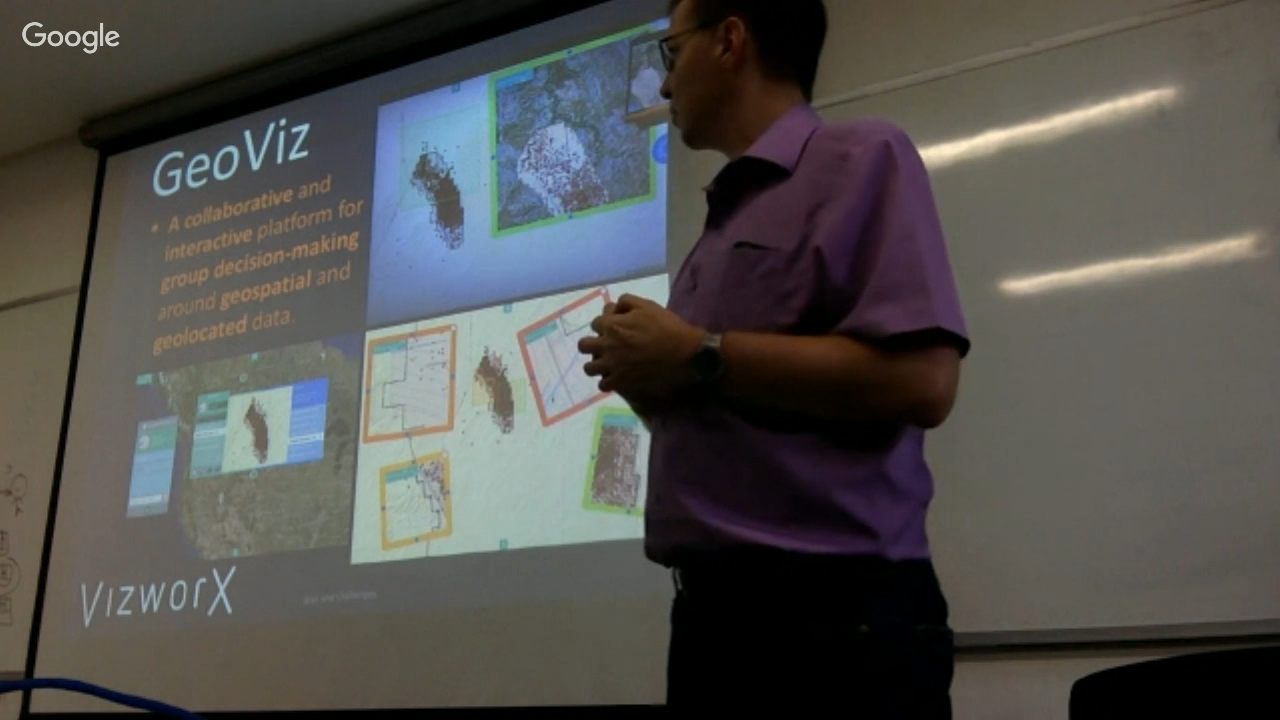 Google
GeoViz
• A collaborative and
interactive platform for
group decision-making
around geospatial and
geolocated data.
VizworX